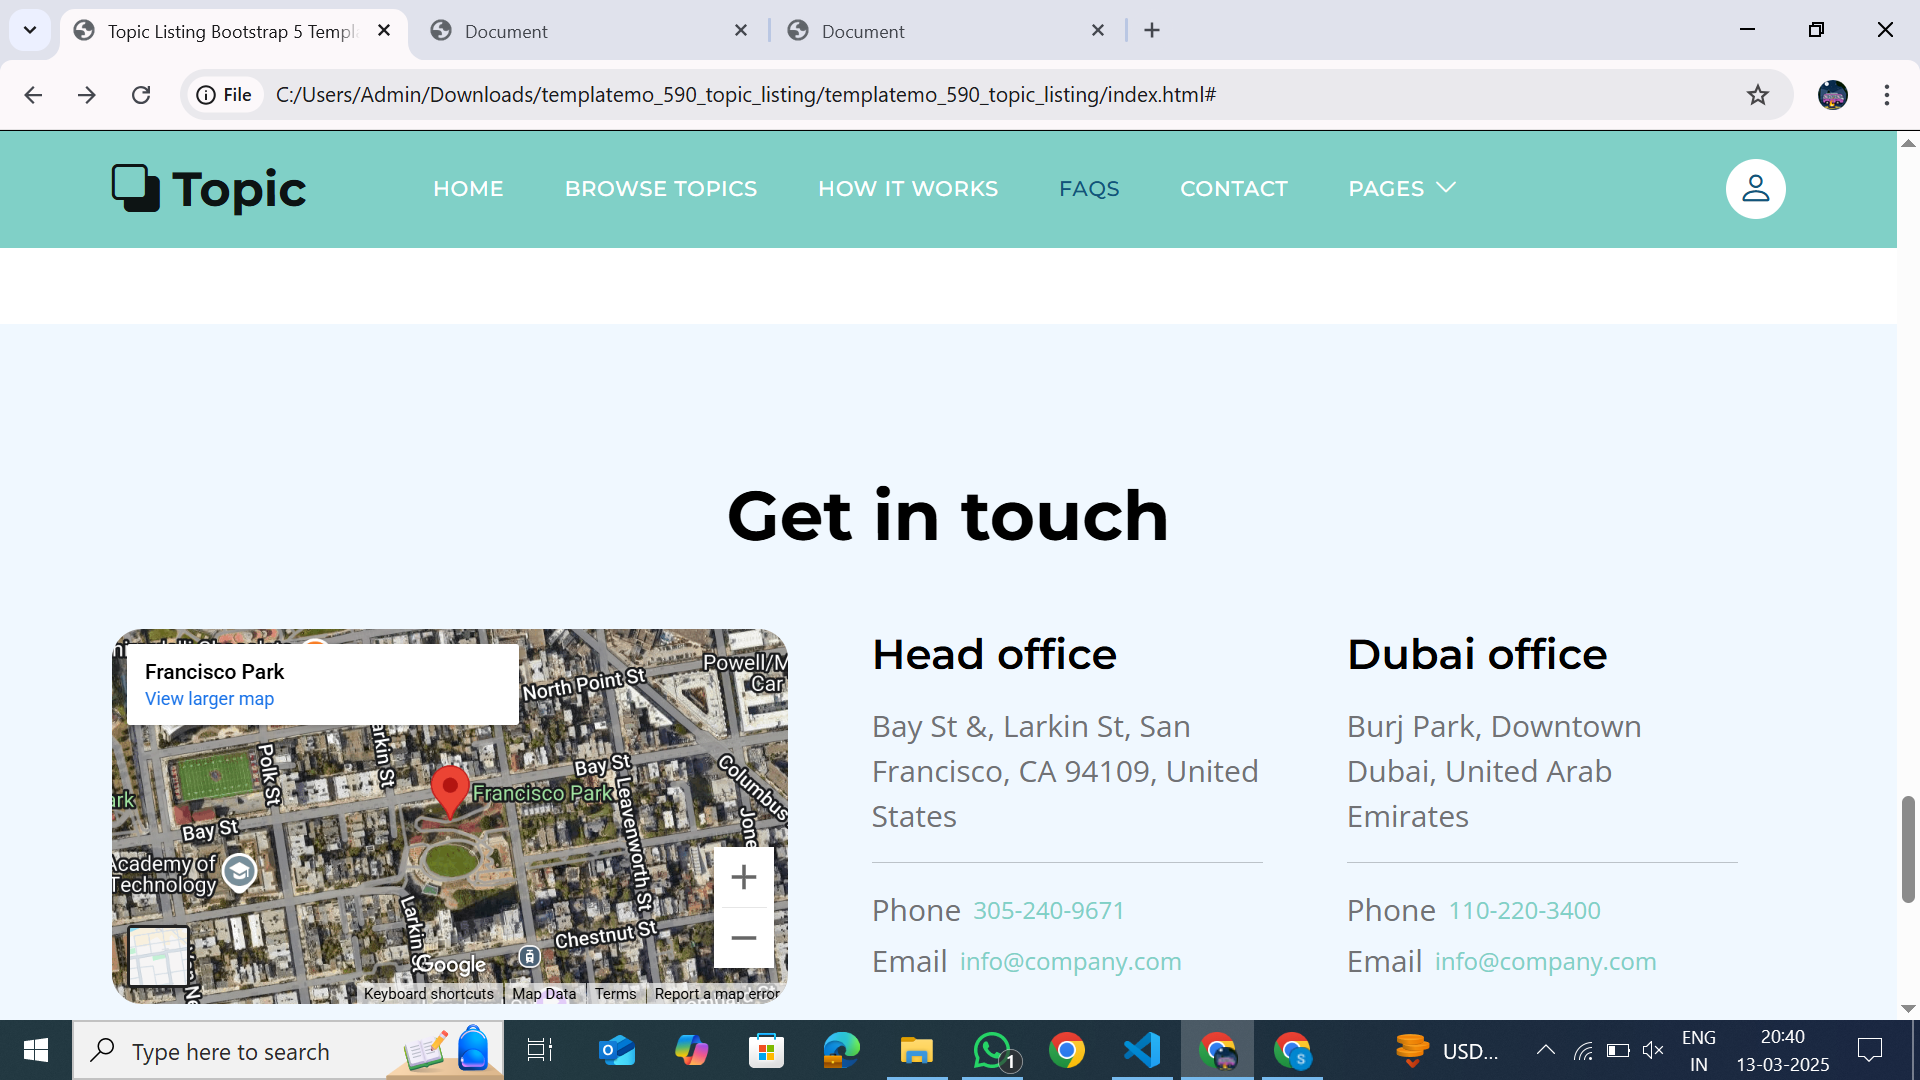 Topic Listing Bootstrap 5 Templ
Document
Document
File
C:/Users/Admin/Downloads/templatemo_590_topic_listing/templatemo_590_topic_listing/index.html#
Topic
HOME
BROWSE TOPICS
HOW IT WORKS
FAQS
CONTACT
PAGES
Get in touch
Francisco Park
View larger map
North Point St
Powell/M
Car
Polk St
arkin St
Bay St
Columbus
Francisco Park
ark
Leavenworth St
Bay St
Jone
Academy of
Technology
Larkin S
Chestnut St
Google
Keyboard shortcuts
Map Data
Terms
Report a map error
Head office
Bay St &, Larkin St, San
Francisco, CA 94109, United
States
Phone 305-240-9671
Email info@company.com
Dubai office
Burj Park, Downtown
Dubai, United Arab
Emirates
Phone 110-220-3400
Email info@company.com
Type here to search
1
S
USD...
ENG
IN
20:40
13-03-2025